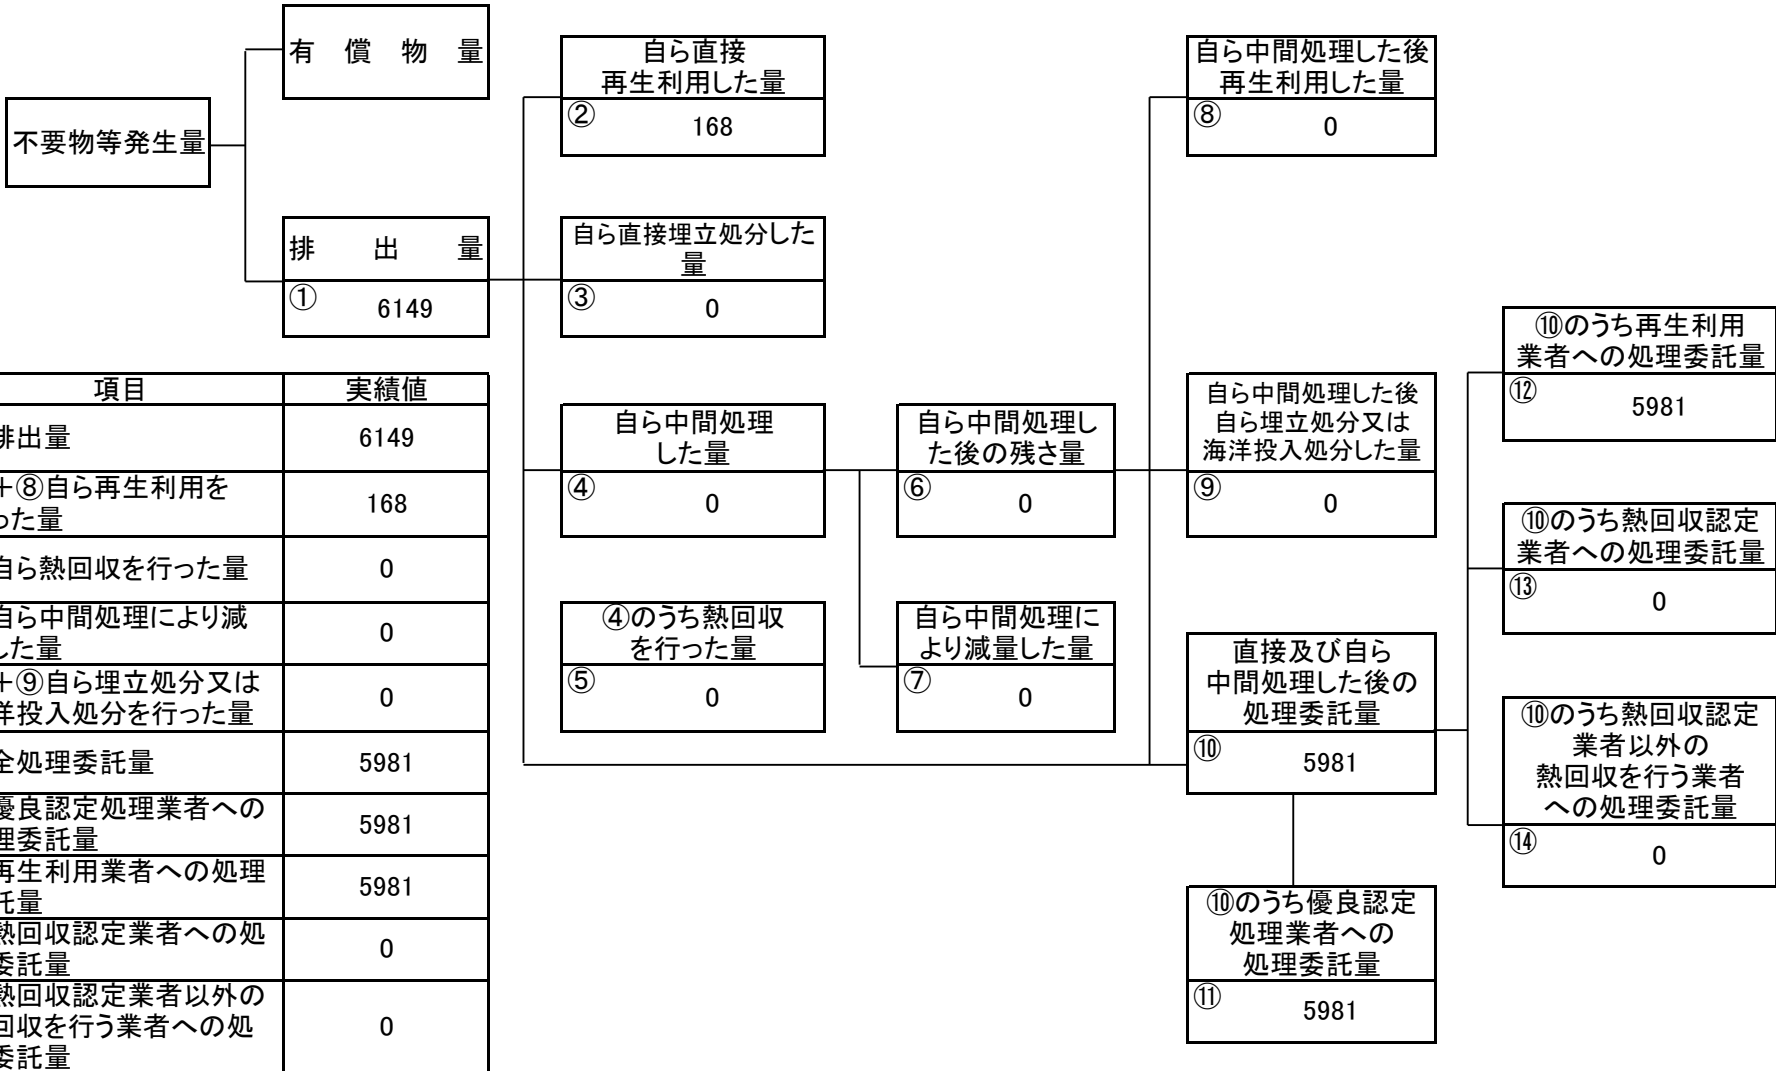 有償物量
不要物等発生量
排出量
① 6149
自ら直接
再生利用した量
② 168
自ら直接埋立処分した
量
③ 0
自ら中間処理
した量
④ 0
④のうち熱回収
を行った量
⑤ 0
自ら中間処理し
た後の残さ量
⑥ 0
自ら中間処理に
より減量した量
⑦ 0
自ら中間処理した後
再生利用した量
⑧ 0
自ら中間処理した後
自ら埋立処分又は
海洋投入処分した量
⑨ 0
直接及び自ら
中間処理した後の
処理委託量
⑩ 5981
⑩のうち優良認定
処理業者への
処理委託量
⑪ 5981
⑩のうち再生利用
業者への処理委託量
⑫ 5981
⑩のうち熱回収認定
業者への処理委託量
⑬ 0
⑩のうち熱回収認定
業者以外の
熱回収を行う業者
への処理委託量
⑭ 0
項目 実績値
排出量 6149
+⑧自ら再生利用を
った量 168
自ら熱回収を行った量 0
自ら中間処理により減
した量 0
+⑨自ら埋立処分又は
洋投入処分を行った量 0
全処理委託量 5981
優良認定処理業者への
理委託量 5981
再生利用業者への処理
託量 5981
熱回収認定業者への処
委託量 0
熱回収認定業者以外の
回収を行う業者への処
委託量 0